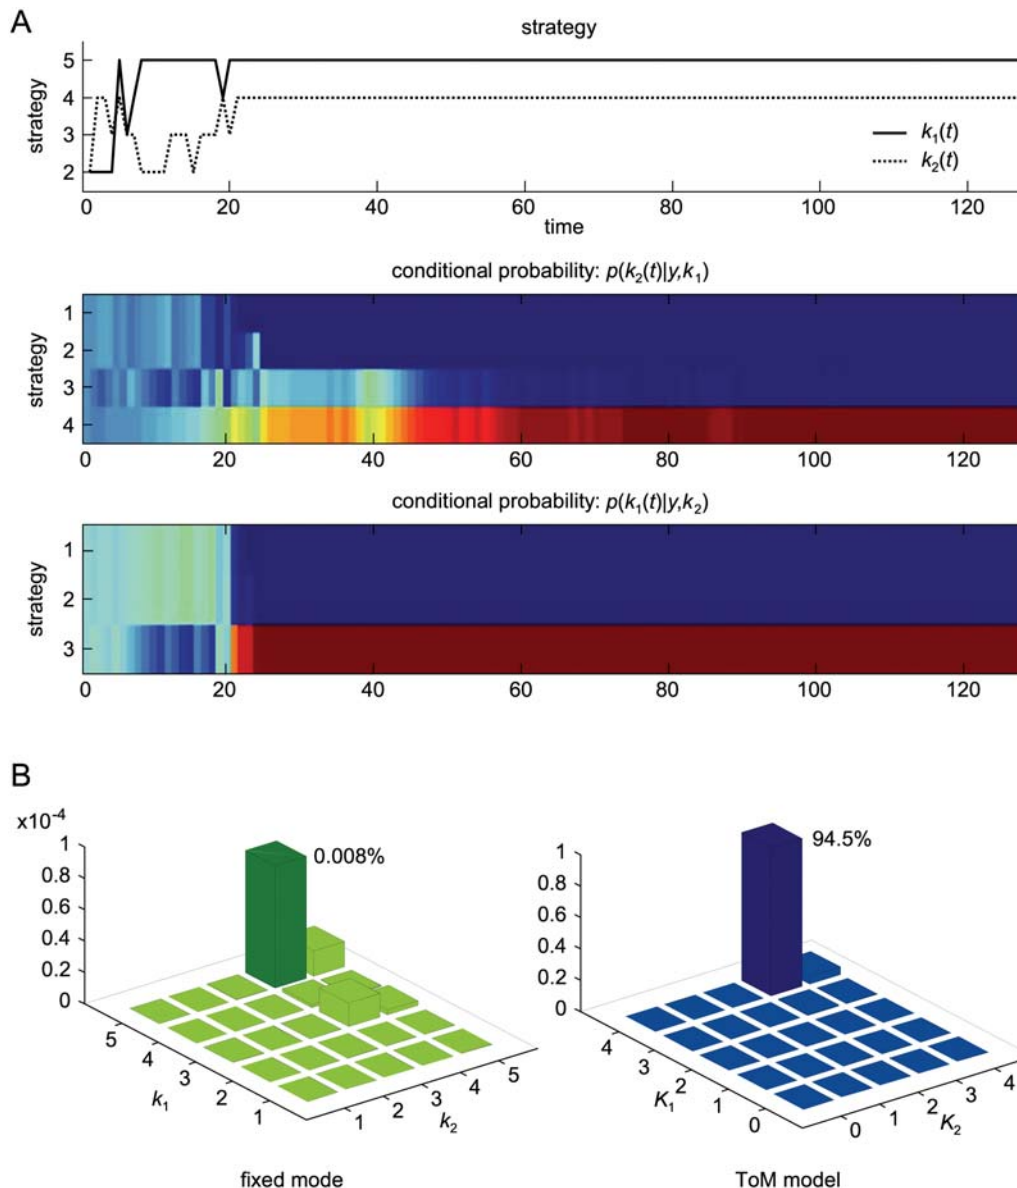 A
strategy
strategy
5
4
3
2
k₁(t)
k₂(t)
0 20 40 60 80 100 120
time
conditional probability: p(k₂(t)|y,k₁)
strategy
1
2
3
4
0 20 40 60 80 100 120
conditional probability: p(k₁(t)|y,k₂)
strategy
1
2
3
0 20 40 60 80 100 120
B
x10⁻⁴
1
0.8
0.6
0.4
0.2
0
0.008%
5 4 3 2 1
k₁
1 2 3 4 5
k₂
fixed mode
1
0.8
0.6
0.4
0.2
0
94.5%
4 3 2 1 0
K₁
0 1 2 3 4
K₂
ToM model